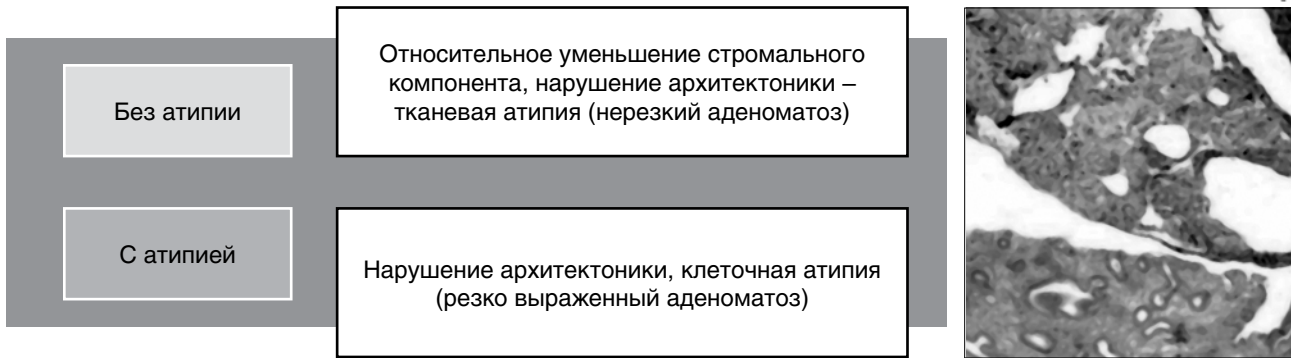 Без атипии
Относительное уменьшение стромального
компонента, нарушение архитектоники –
тканевая атипия (нерезкий аденоматоз)
С атипией
Нарушение архитектоники, клеточная атипия
(резко выраженный аденоматоз)